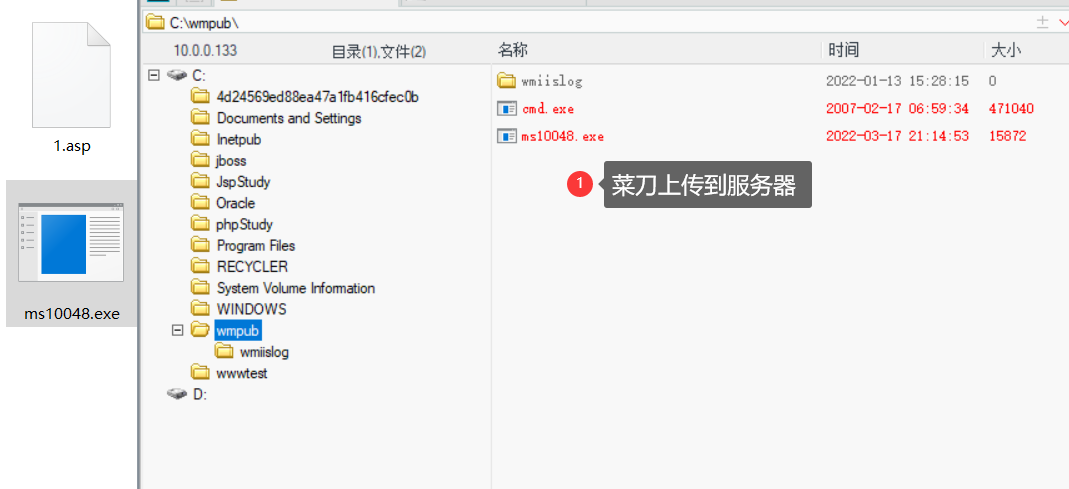 1.asp
ms10048.exe
C:\wmpub\
10.0.0.133 目录(1),文件(2)
C:
4d24569ed88ea47a1fb416cfec0b
Documents and Settings
Inetpub
jboss
JspStudy
Oracle
phpStudy
Program Files
RECYCLER
System Volume Information
WINDOWS
wmpub
wmiislog
wwwtest
D:
名称 时间 大小
wmiislog 2022-01-13 15:28:15 0
cmd.exe 2007-02-17 06:59:34 471040
ms10048.exe 2022-03-17 21:14:53 15872
1 菜刀上传到服务器